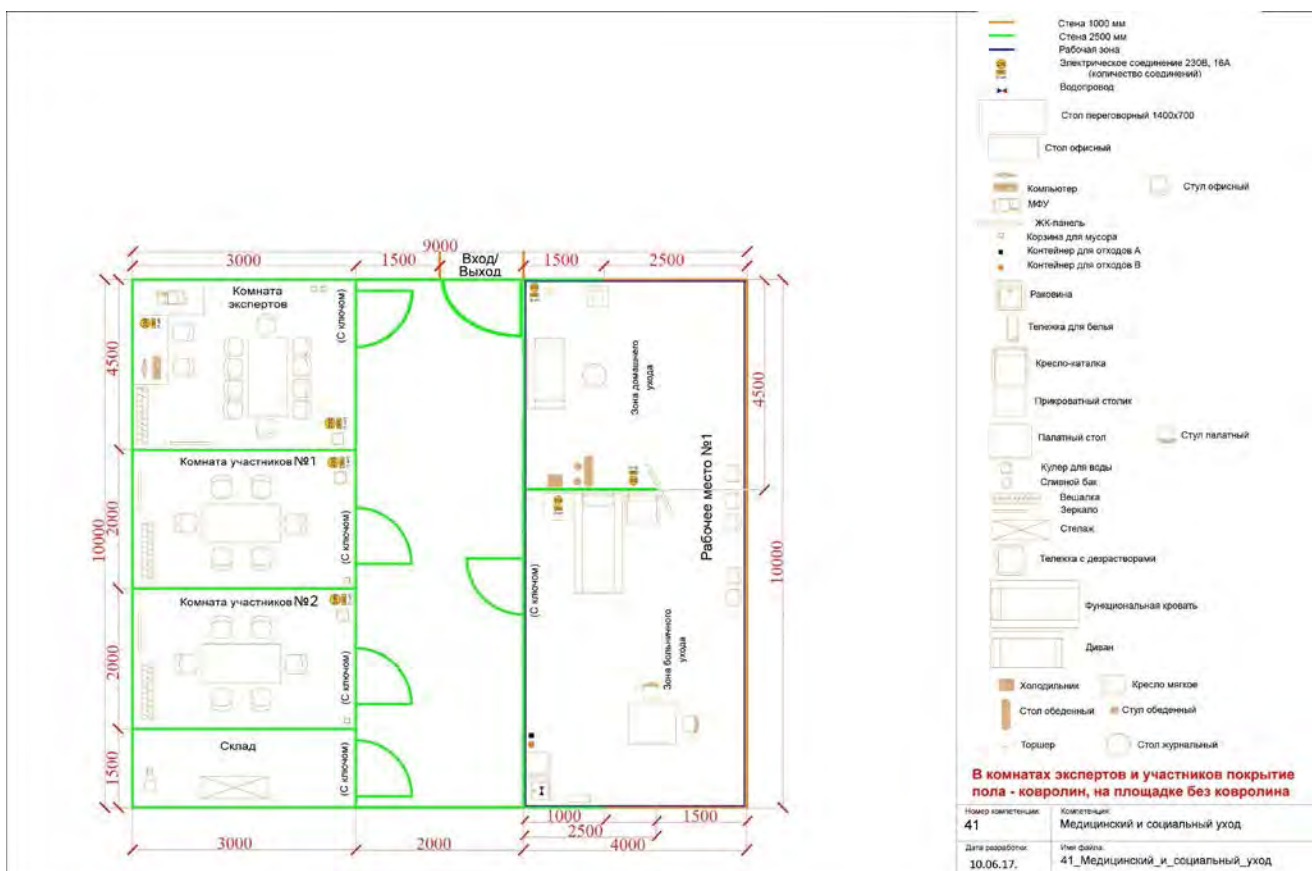 9000
3000
1500
Вход/
Выход
1500
2500
Комната
экспертов
(С ключом)
4500
Зона домашнего
ухода
4500
Комната участников №1
(С ключом)
2000
10000
Рабочее место №1
10000
(С ключом)
Комната участников №2
(С ключом)
2000
Зона больничного
ухода
Склад
(С ключом)
1500
3000
2000
1000
1500
2500
4000
Стена 1000 мм
Стена 2500 мм
Рабочая зона
Электрическое соединение 230В, 16А
(количество соединений)
Водопровод
Стол переговорный 1400х700
Стол офисный
Компьютер
Стул офисный
МФУ
ЖК-панель
Корзина для мусора
Контейнер для отходов А
Контейнер для отходов В
Раковина
Тележка для белья
Кресло-каталка
Прикроватный столик
Палатный стол
Стул палатный
Кулер для воды
Сливной бак
Вешалка
Зеркало
Стелаж
Тележка с дезрастворами
Функциональная кровать
Диван
Холодильник
Кресло мягкое
Стол обеденный
Стул обеденный
Торшер
Стол журнальный
В комнатах экспертов и участников покрытие
пола - ковролин, на площадке без ковролина
Номер компетенции:
41
Компетенция:
Медицинский и социальный уход
Дата разработки:
10.06.17.
Имя файла:
41_Медицинский_и_социальный_уход